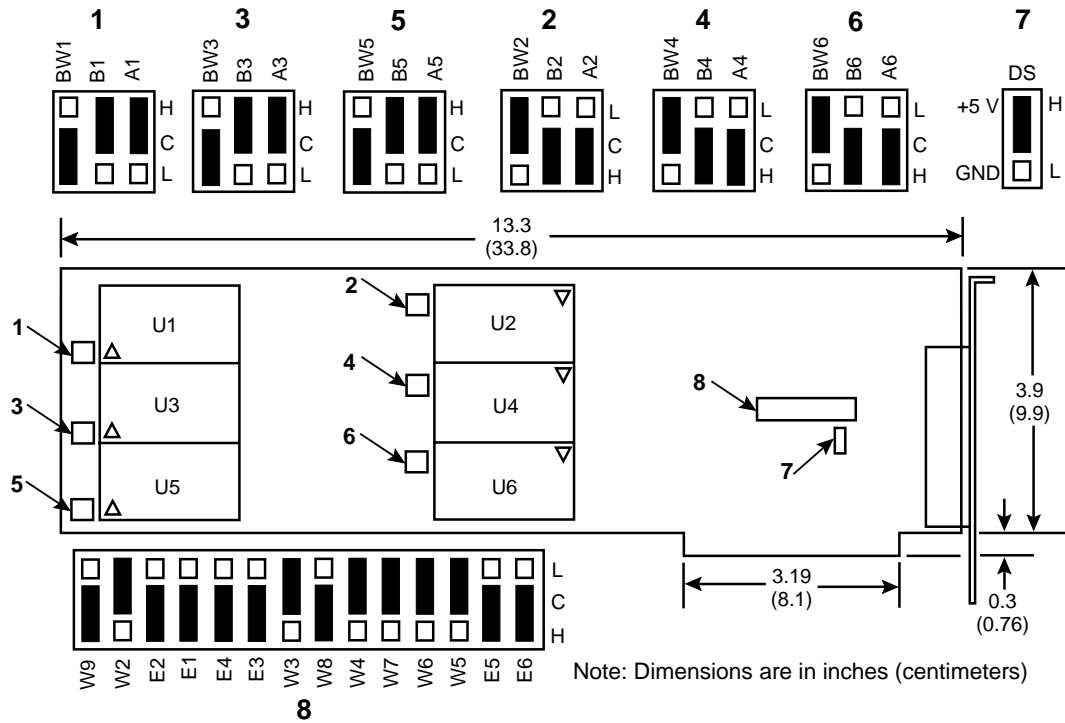 1 3 5 2 6 7
BW1 B1 A1
H
C
L
BW3 B3 A3
H
C
L
BW5 B5 A5
H
C
L
BW2 B2 A2
L
C
H
BW4 B4 A4
L
C
H
BW6 B6 A6
L
C
H
DS
+5 V H
GND L
13.3
(33.8)
1
3
5
U1
U3
U5
2
4
6
U2
U4
U6
8
7
3.9
(9.9)
3.19
(8.1)
0.3
(0.76)
L
C
H
W9 W2 E2 E1 E4 E3 W3 W8 W4 W7 W6 W5 E5 E6
8
Note: Dimensions are in inches (centimeters)